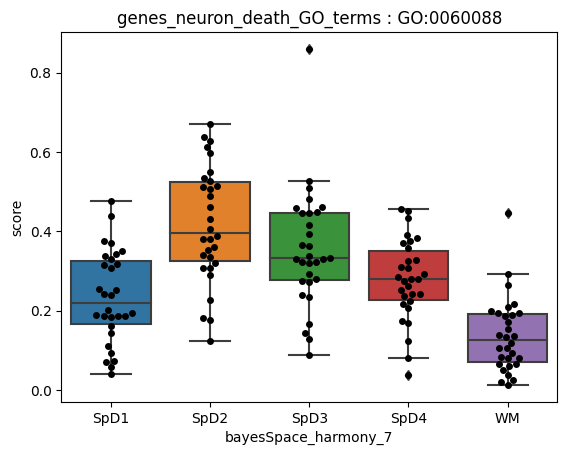 genes_neuron_death_GO_terms : GO:0060088
0.8
0.6
0.4
0.2
0.0
score
SpD1 SpD2 SpD3 SpD4 WM
bayesSpace_harmony_7